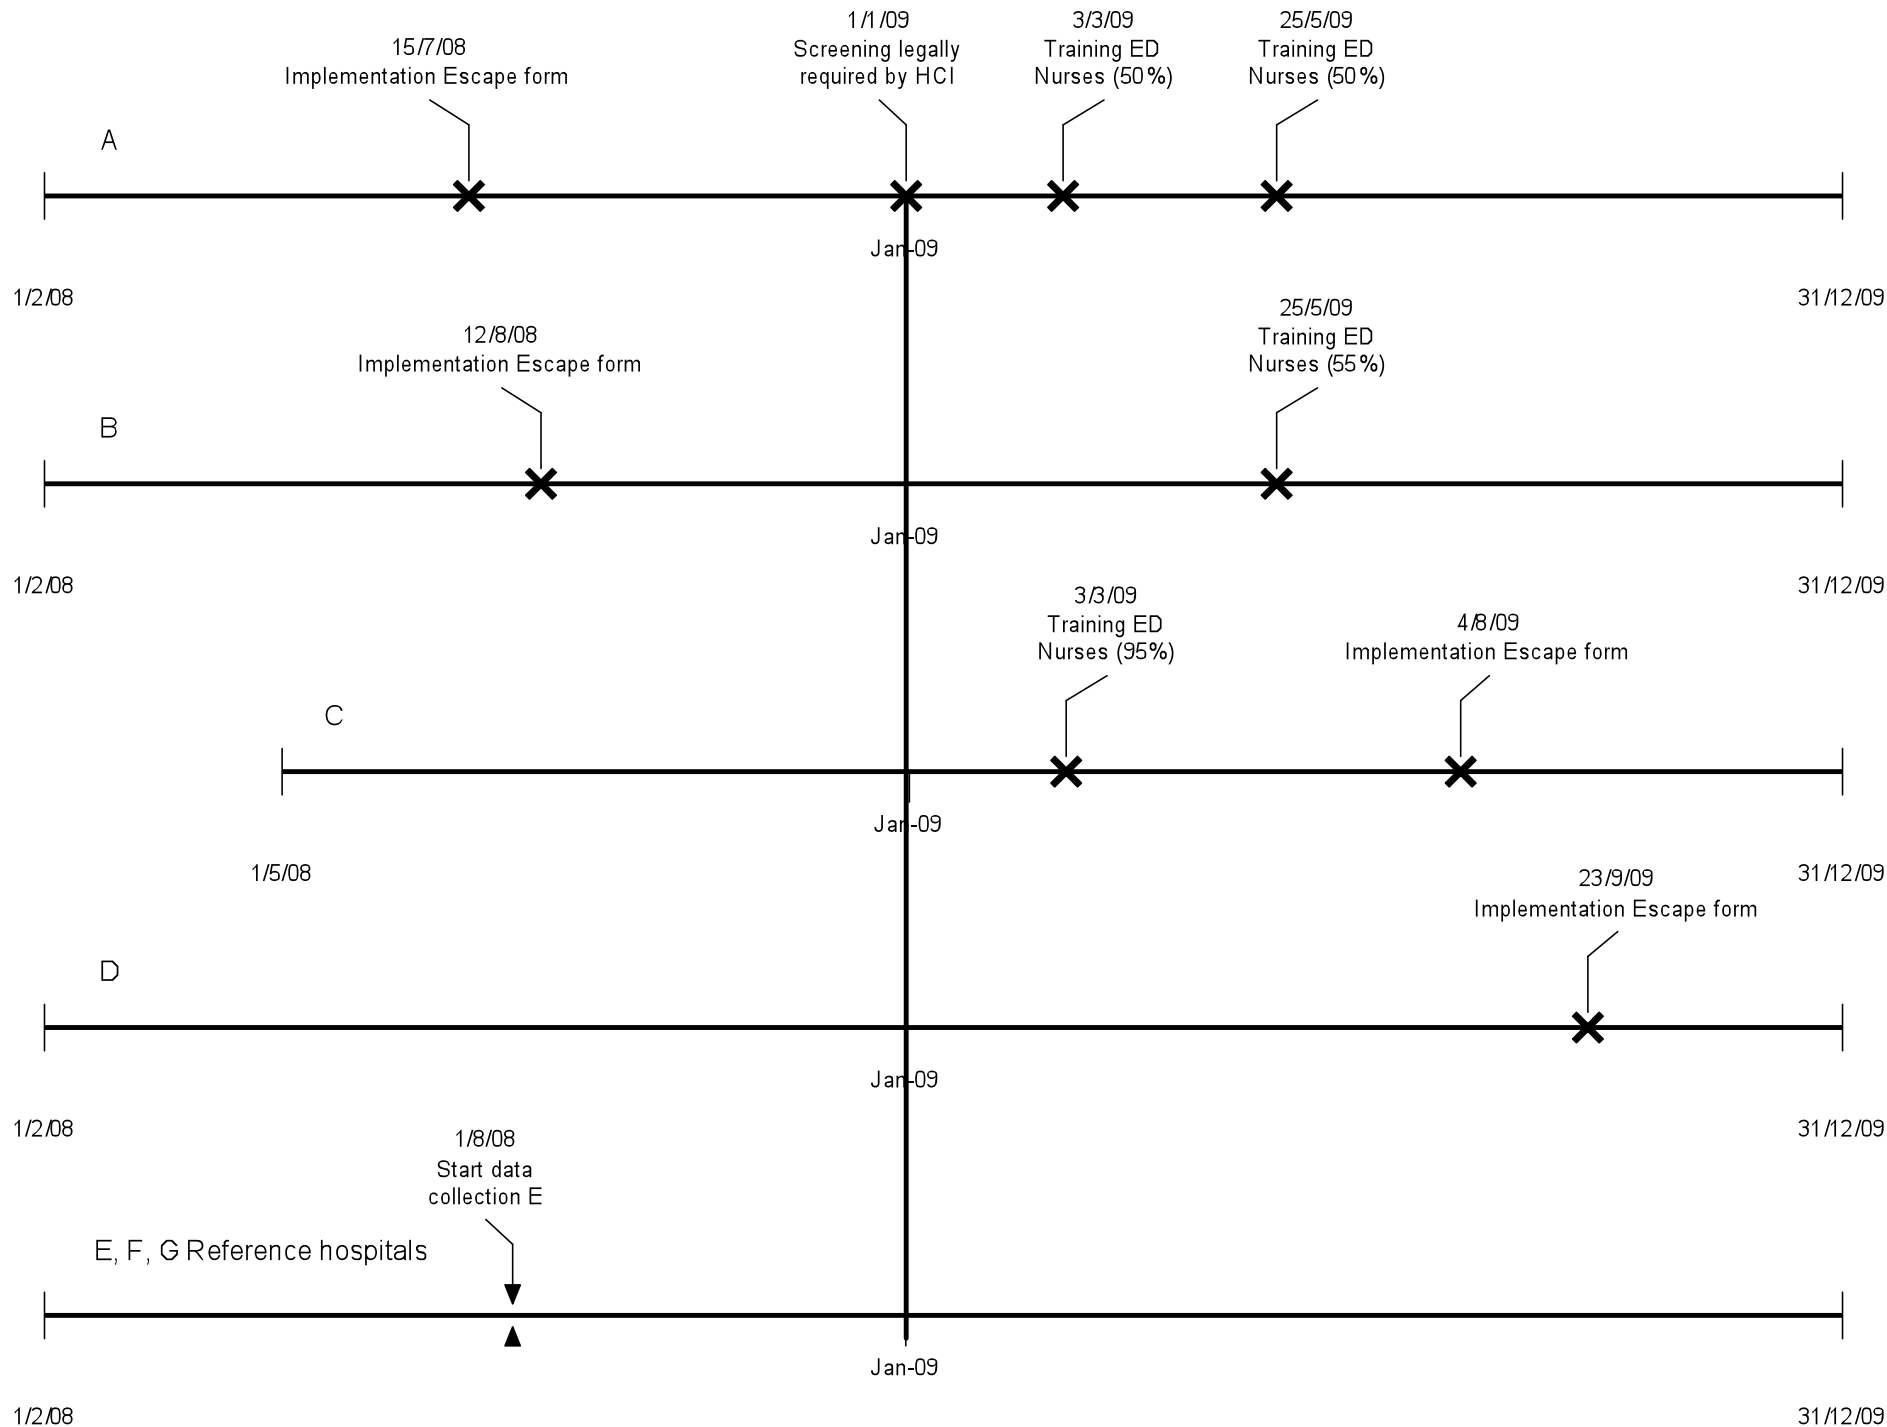 15/7/08
Implementation Escape form
1/1/09
Screening legally
required by HCI
3/3/09
Training ED
Nurses (50%)
25/5/09
Training ED
Nurses (50%)
A
Jan-09
1/2/08
31/12/09
12/8/08
Implementation Escape form
25/5/09
Training ED
Nurses (55%)
B
Jan-09
1/2/08
31/12/09
3/3/09
Training ED
Nurses (95%)
4/8/09
Implementation Escape form
C
Jan-09
1/5/08
31/12/09
23/9/09
Implementation Escape form
D
Jan-09
1/2/08
31/12/09
1/8/08
Start data
collection E
E, F, G Reference hospitals
Jan-09
1/2/08
31/12/09